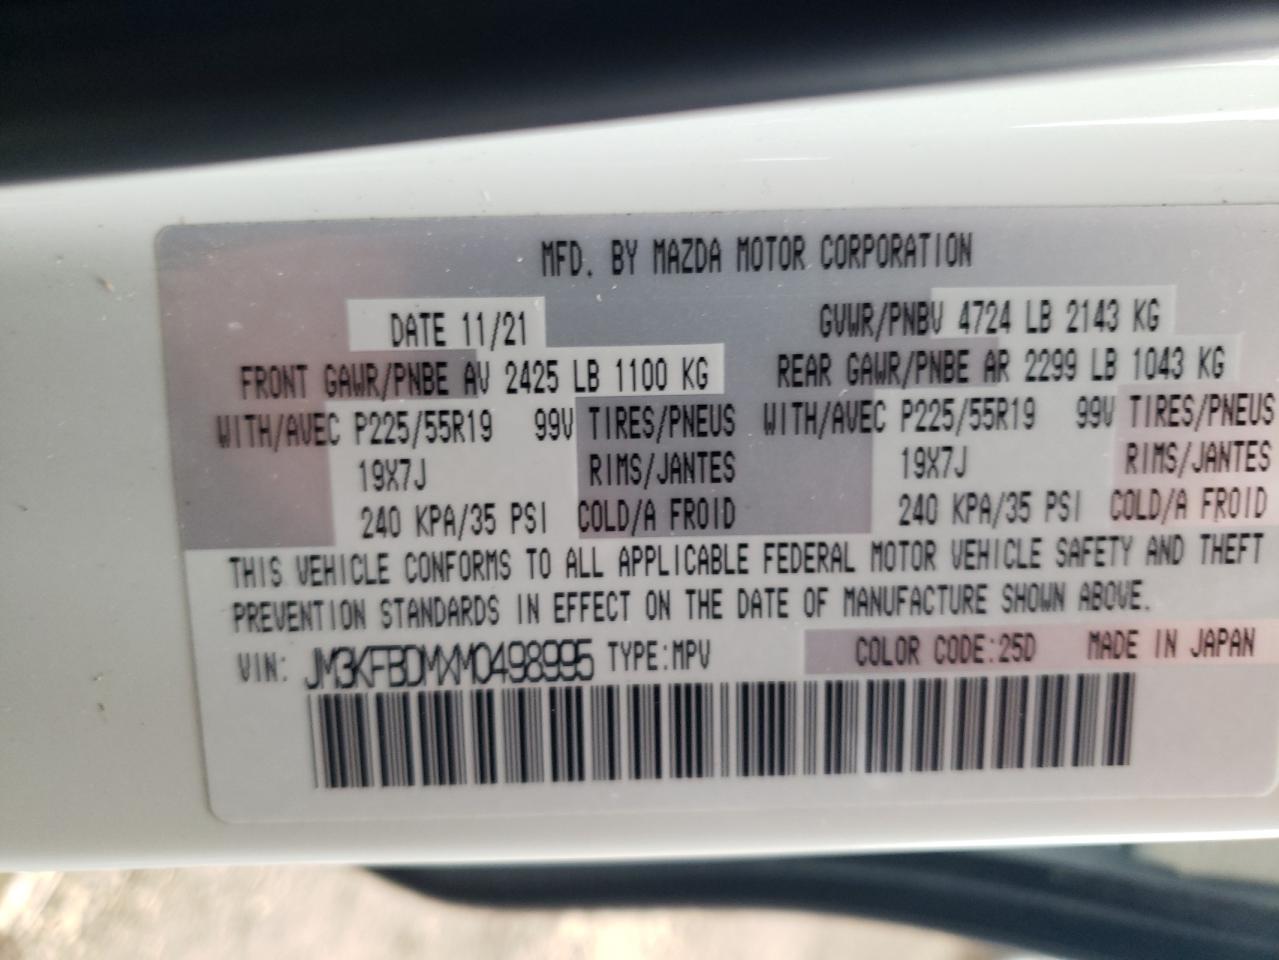 MFD. BY MAZDA MOTOR CORPORATION
DATE 11/21 GVWR/PNBV 4724 LB 2143 KG
FRONT GAWR/PNBE AV 2425 LB 1100 KG REAR GAWR/PNBE AR 2299 LB 1043 KG
WITH/AVEC P225/55R19 99V TIRES/PNEUS WITH/AVEC P225/55R19 99V TIRES/PNEUS
19X7J RIMS/JANTES 19X7J RIMS/JANTES
240 KPA/35 PSI COLD/A FROID 240 KPA/35 PSI COLD/A FROID
THIS VEHICLE CONFORMS TO ALL APPLICABLE FEDERAL MOTOR VEHICLE SAFETY AND THEFT
PREVENTION STANDARDS IN EFFECT ON THE DATE OF MANUFACTURE SHOWN ABOVE.
VIN: JM3KFBDMXM0498995 TYPE:MPV COLOR CODE:25D MADE IN JAPAN